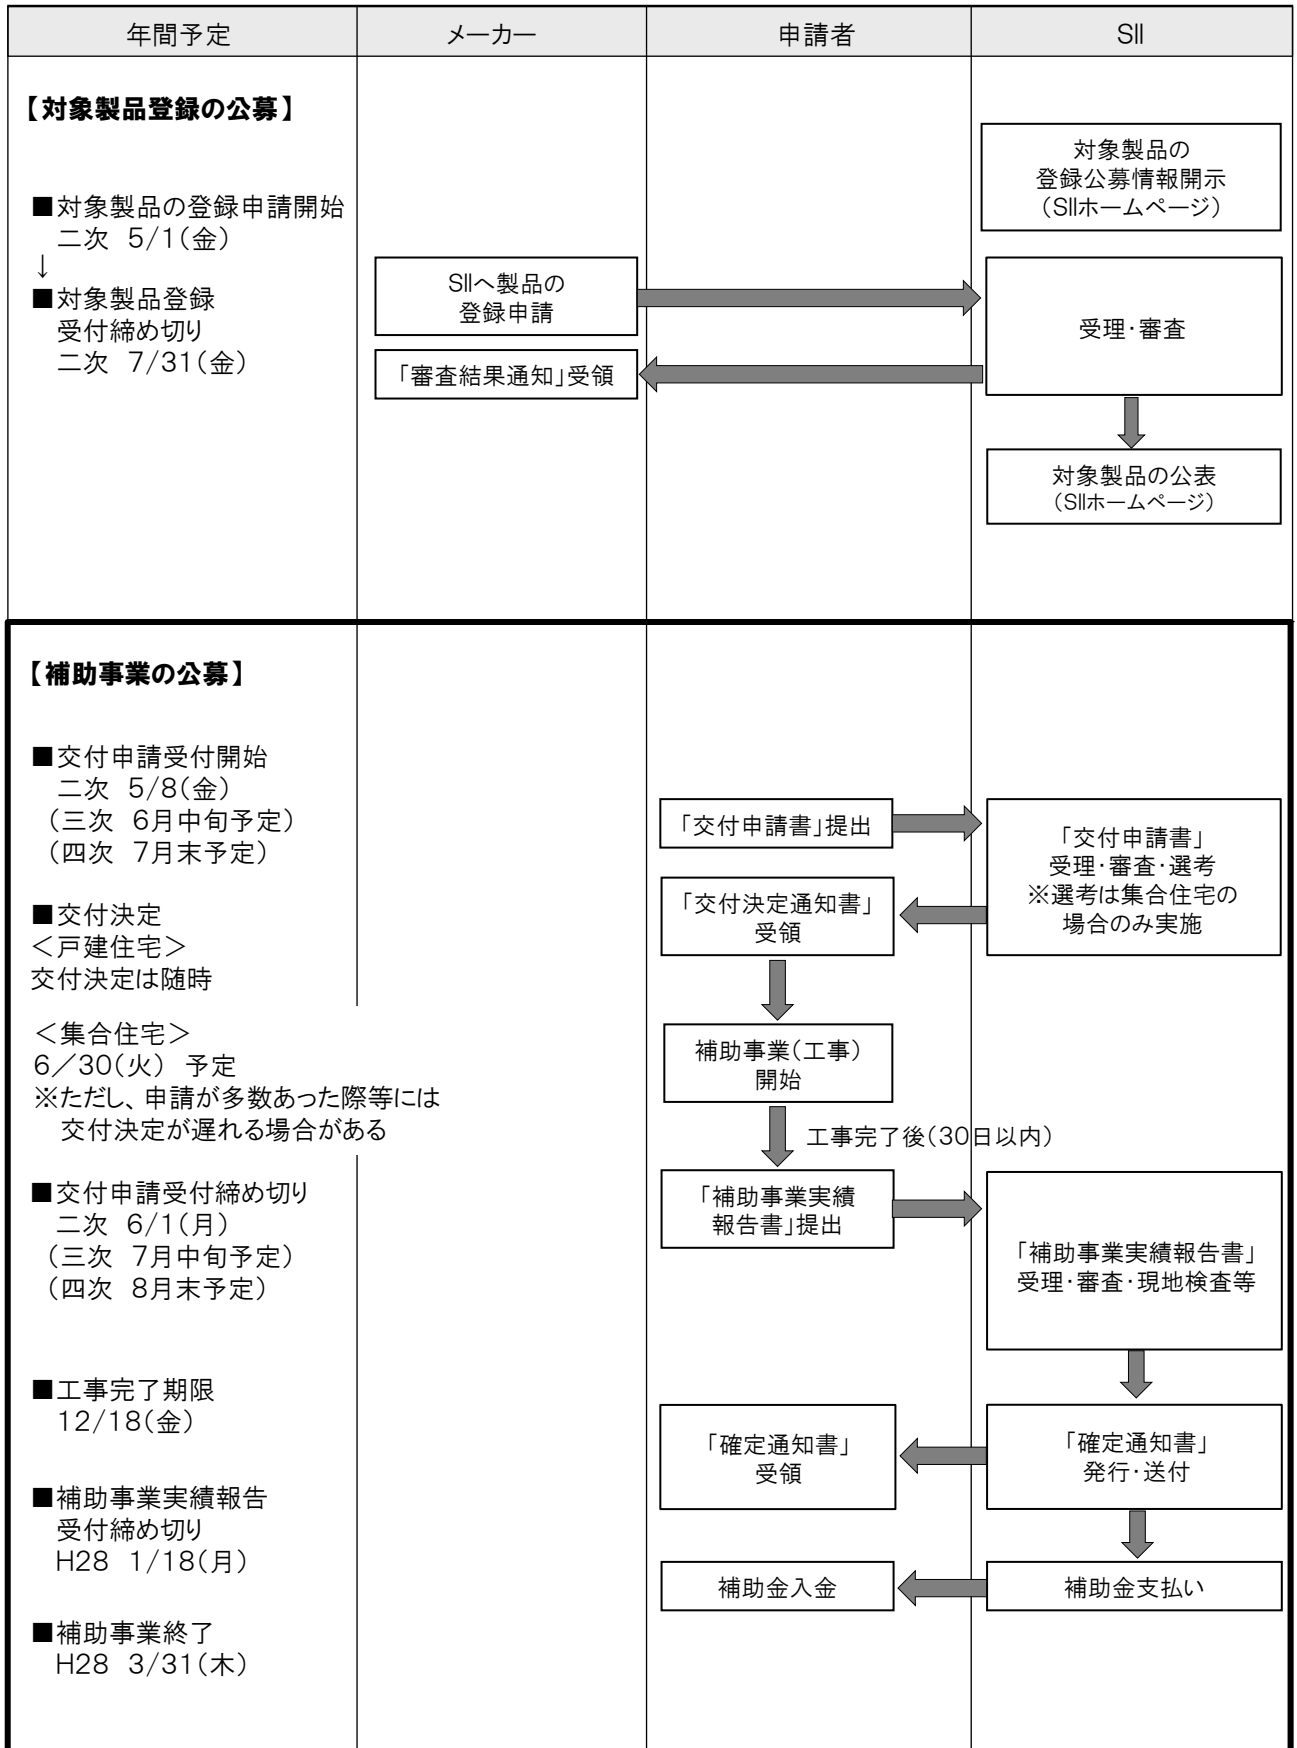 年間予定
メーカー
申請者
SII
【対象製品登録の公募】
■対象製品の登録申請開始
二次 5/1(金)
↓
■対象製品登録
受付締め切り
二次 7/31(金)
対象製品の
登録公募情報開示
(SIIホームページ)
SIIへ製品の
登録申請
受理・審査
「審査結果通知」受領
対象製品の公表
(SIIホームページ)
【補助事業の公募】
■交付申請受付開始
二次 5/8(金)
(三次 6月中旬予定)
(四次 7月末予定)
■交付決定
＜戸建住宅＞
交付決定は随時
＜集合住宅＞
6／30(火) 予定
※ただし、申請が多数あった際等には
交付決定が遅れる場合がある
■交付申請受付締め切り
二次 6/1(月)
(三次 7月中旬予定)
(四次 8月末予定)
■工事完了期限
12/18(金)
■補助事業実績報告
受付締め切り
H28 1/18(月)
■補助事業終了
H28 3/31(木)
「交付申請書」提出
「交付申請書」
受理・審査・選考
※選考は集合住宅の
場合のみ実施
「交付決定通知書」
受領
補助事業(工事)
開始
工事完了後(30日以内)
「補助事業実績
報告書」提出
「補助事業実績報告書」
受理・審査・現地検査等
「確定通知書」
受領
「確定通知書」
発行・送付
補助金入金
補助金支払い